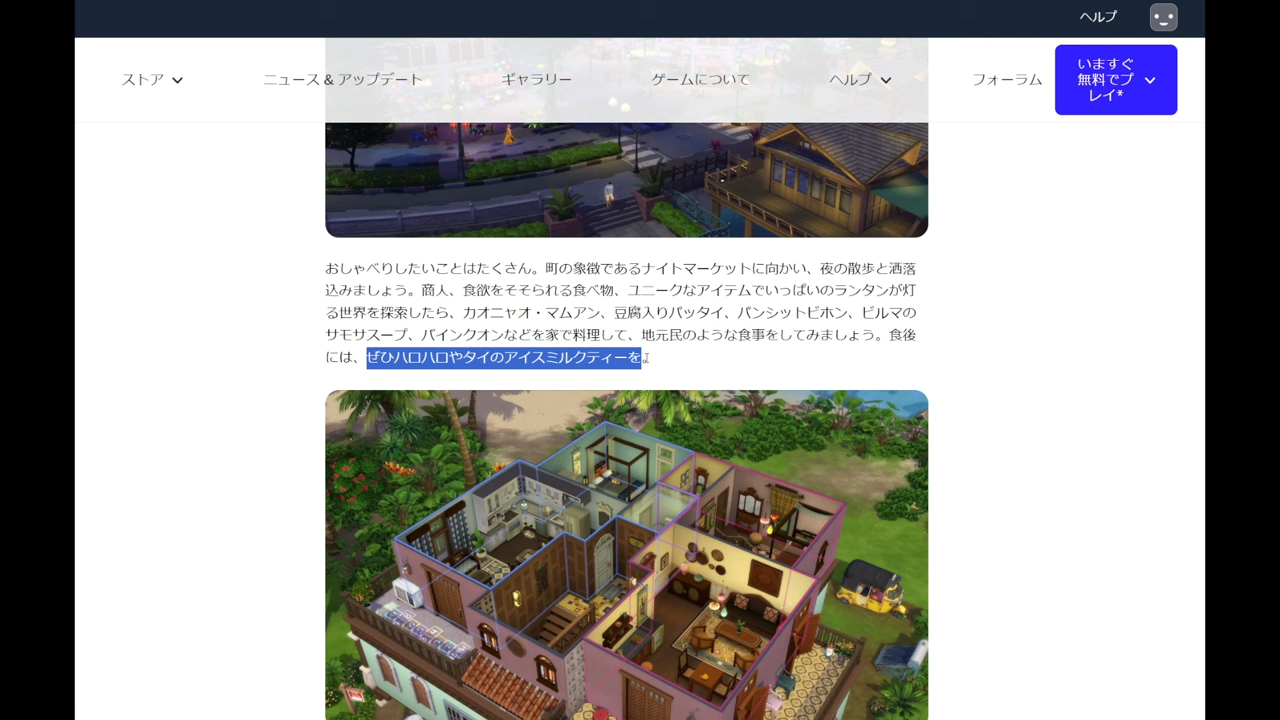 ヘルプ
ストア
ニュース & アップデート
ギャラリー
ゲームについて
ヘルプ
フォーラム
いますぐ
無料でプ
レイ*
おしゃべりしたいことはたくさん。町の象徴であるナイトマーケットに向かい、夜の散歩と洒落
込みましょう。商人、食欲をそそられる食べ物、ユニークなアイテムでいっぱいのランタンが灯
る世界を探索したら、カオニャオ・マムアン、豆腐入りパッタイ、パンシットビホン、ビルマの
サモサスープ、バインクオンなどを家で料理して、地元民のような食事をしてみましょう。食後
には、ぜひハロハロやタイのアイスミルクティーを。